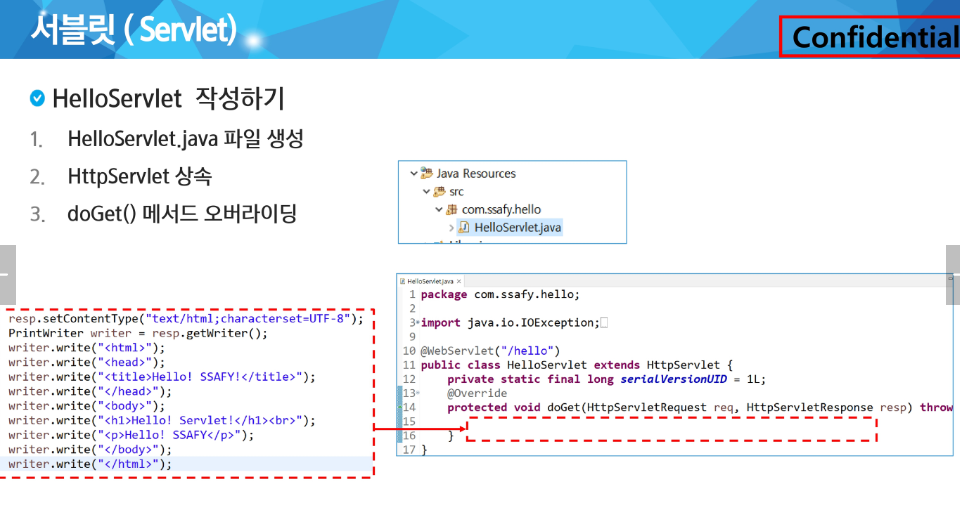 서블릿 ( Servlet)
Confidential
HelloServlet 작성하기
1. HelloServlet.java 파일 생성
2. HttpServlet 상속
3. doGet() 메서드 오버라이딩
Java Resources
src
com.ssafy.hello
HelloServlet.java
resp.setContentType("text/html;characterset=UTF-8");
PrintWriter writer = resp.getWriter();
writer.write("<html>");
writer.write("<head>");
writer.write("<title>Hello! SSAFY!</title>");
writer.write("</head>");
writer.write("<body>");
writer.write("<h1>Hello! Servlet!</h1><br>");
writer.write("<p>Hello! SSAFY</p>");
writer.write("</body>");
writer.write("</html>");
HelloServlet.java
1 package com.ssafy.hello;
2
3 import java.io.IOException;
9
10 @WebServlet("/hello")
11 public class HelloServlet extends HttpServlet {
12 private static final long serialVersionUID = 1L;
13 @Override
14 protected void doGet(HttpServletRequest req, HttpServletResponse resp) throw
15
16 }
17 }